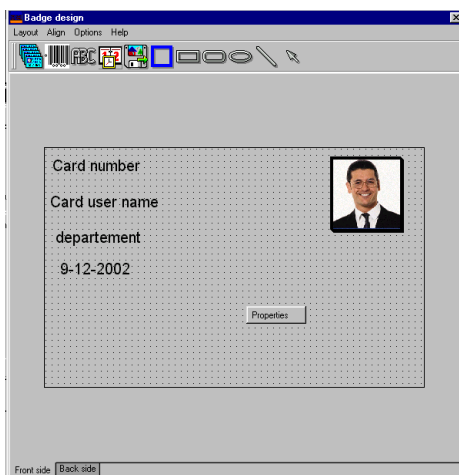 Badge design
Layout Align Options Help
ABC
Card number
Card user name
departement
9-12-2002
Properties
Front side Back side